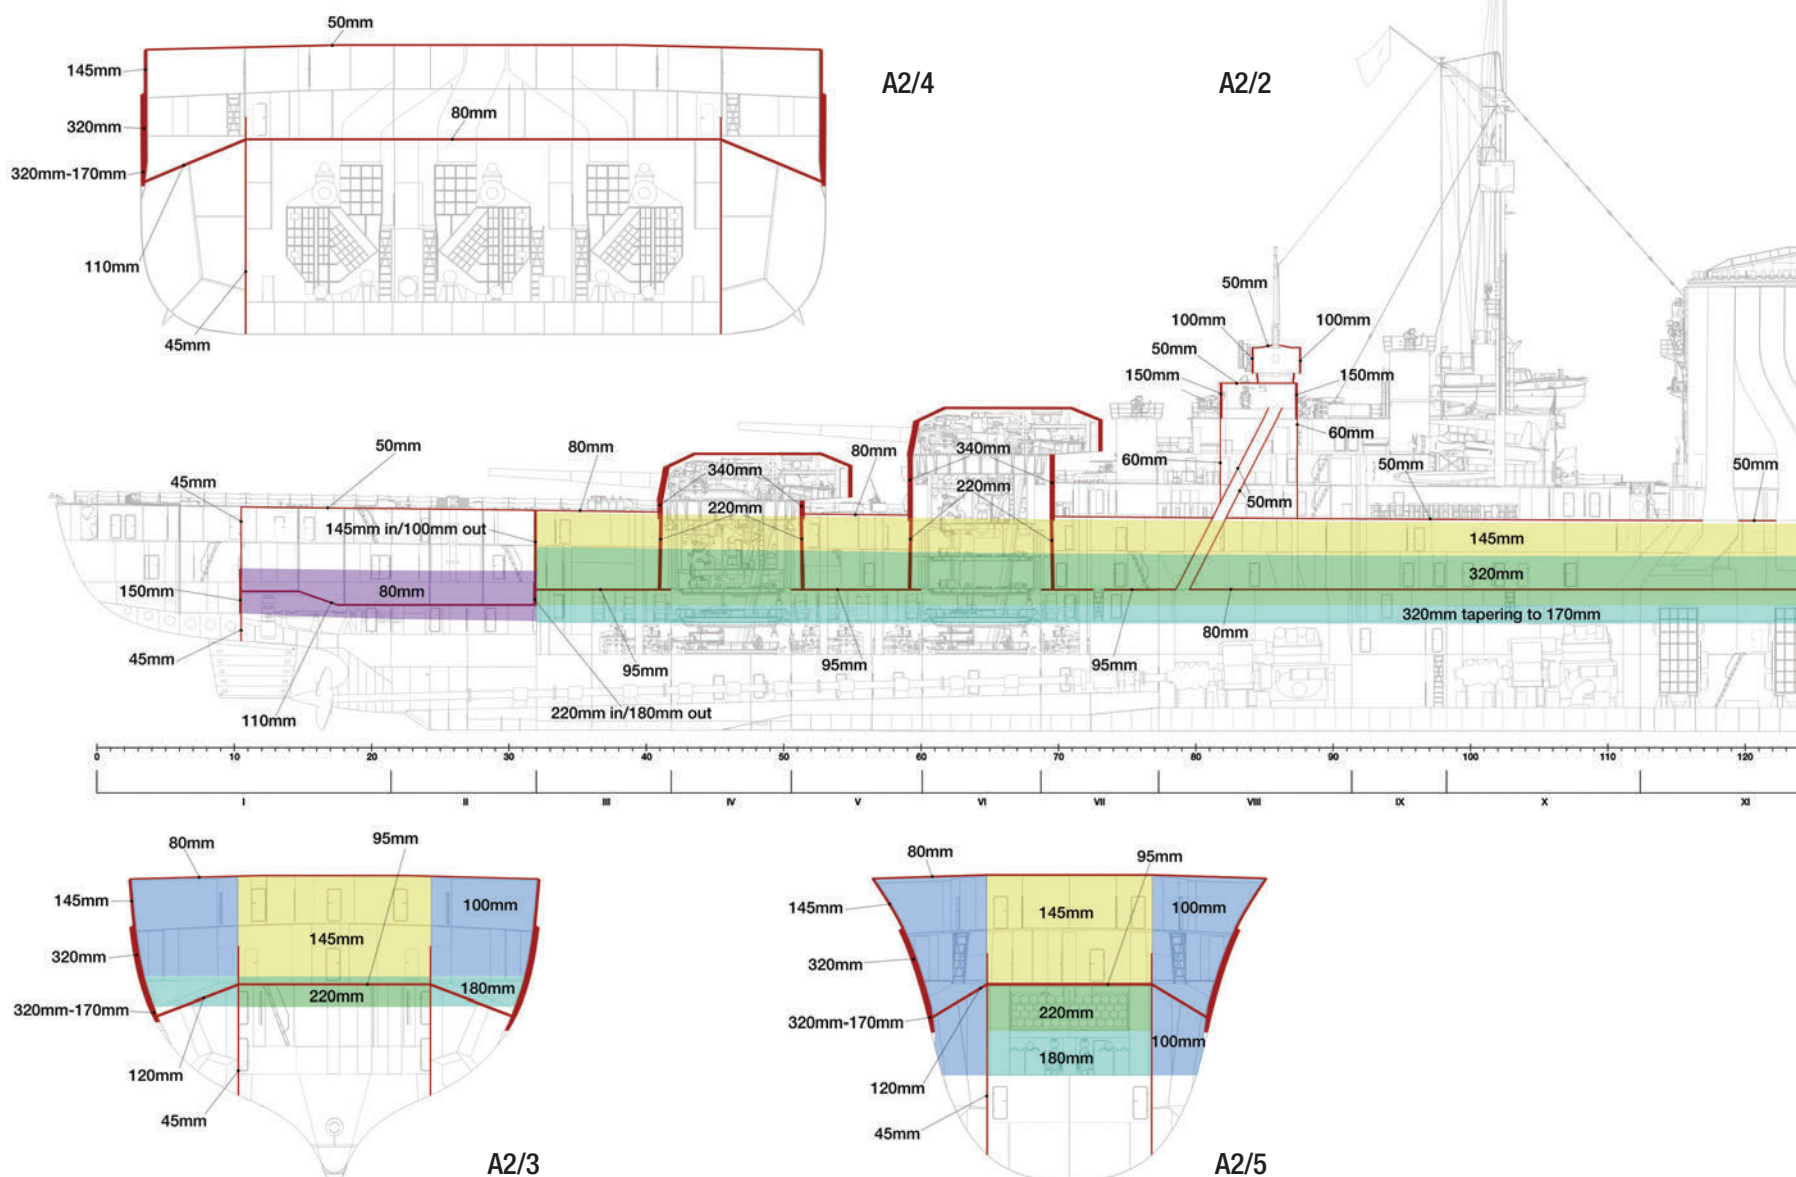 50mm
145mm
320mm
320mm-170mm
80mm
110mm
45mm
A2/4
A2/2
50mm
100mm
100mm
50mm
150mm
150mm
60mm
60mm
50mm
50mm
50mm
50mm
80mm
80mm
45mm
340mm
340mm
220mm
220mm
145mm in/100mm out
145mm
320mm
320mm tapering to 170mm
150mm
80mm
80mm
45mm
95mm
95mm
95mm
110mm
220mm in/180mm out
0 10 20 30 40 50 60 70 80 90 100 110 120
I II III IV V VI VII VIII IX X XI
80mm
95mm
145mm
100mm
145mm
320mm
180mm
220mm
320mm-170mm
120mm
45mm
A2/3
80mm
95mm
145mm
145mm
100mm
320mm
220mm
320mm-170mm
100mm
180mm
120mm
45mm
A2/5